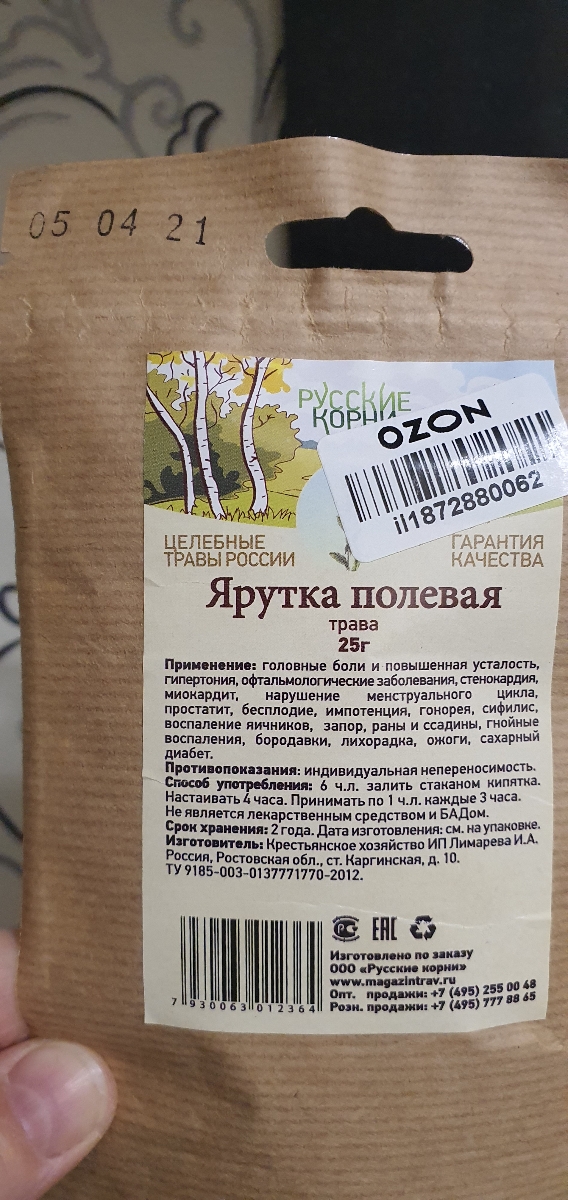 05 04 21
РУССКИЕ
КОРНИ
OZON
il1872880062
ЦЕЛЕБНЫЕ
ТРАВЫ РОССИИ
ГАРАНТИЯ
КАЧЕСТВА
Ярутка полевая
трава
25г
Применение: головные боли и повышенная усталость,
гипертония, офтальмологические заболевания, стенокардия,
миокардит, нарушение менструального цикла,
простатит, бесплодие, импотенция, гонорея, сифилис,
воспаление яичников, запор, раны и ссадины, гнойные
воспаления, бородавки, лихорадка, ожоги, сахарный
диабет.
Противопоказания: индивидуальная непереносимость.
Способ употребления: 6 ч.л. залить стаканом кипятка.
Настаивать 4 часа. Принимать по 1 ч.л. каждые 3 часа.
Не является лекарственным средством и БАДом.
Срок хранения: 2 года. Дата изготовления: см. на упаковке.
Изготовитель: Крестьянское хозяйство ИП Лимарева И.А.
Россия, Ростовская обл., ст. Каргинская, д. 10.
ТУ 9185-003-0137771770-2012.
РСТ EAC
Изготовлено по заказу
ООО «Русские корни»
www.magazintrav.ru
Опт. продажи: +7 (495) 255 00 48
Розн. продажи: +7 (495) 777 88 65
7 930063 012364